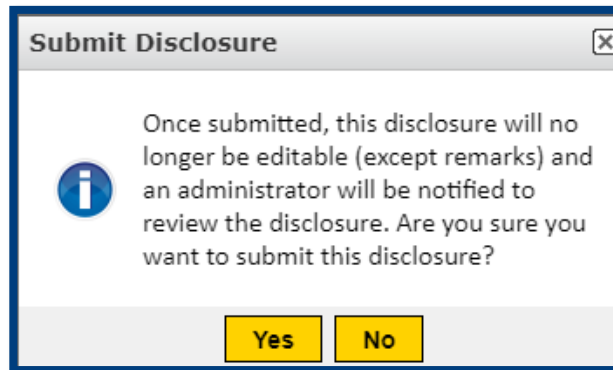 Submit Disclosure
Once submitted, this disclosure will no
longer be editable (except remarks) and
an administrator will be notified to
review the disclosure. Are you sure you
want to submit this disclosure?
Yes No